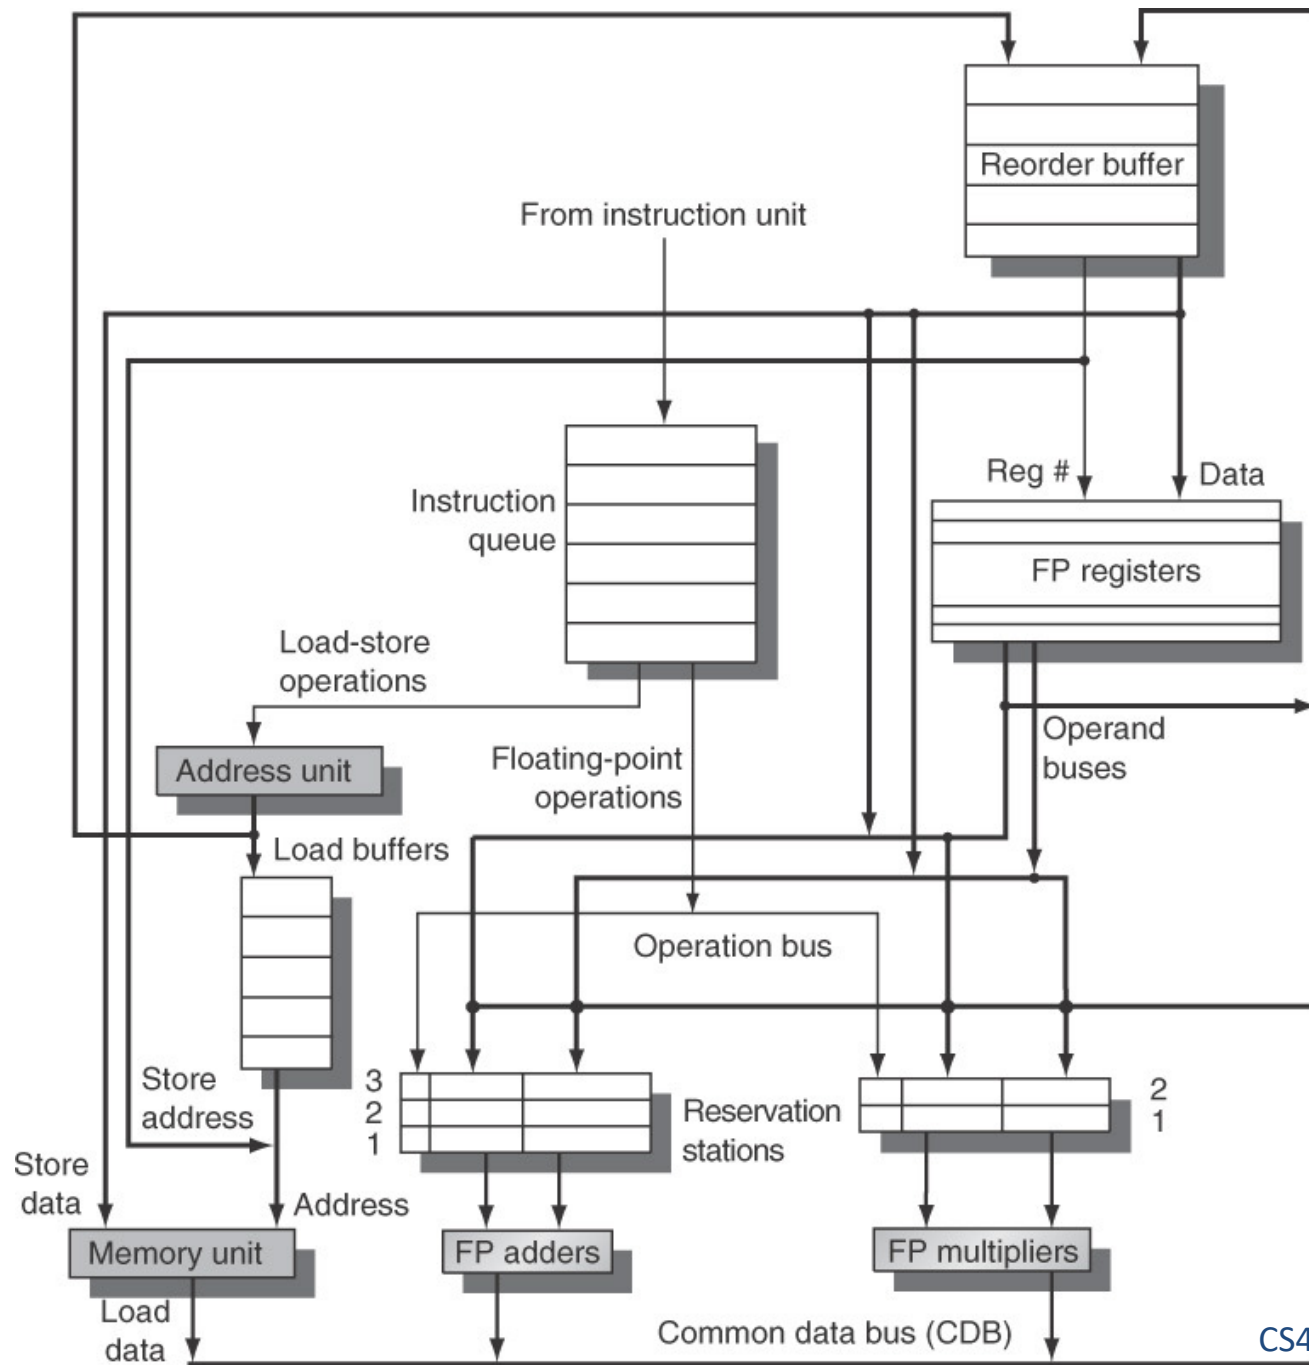 Reorder buffer
From instruction unit
Reg #
Data
Instruction
queue
FP registers
Load-store
operations
Operand
buses
Address unit
Floating-point
operations
Load buffers
Operation bus
Store
address
3
2
1
Reservation
stations
2
1
Store
data
Address
Memory unit
FP adders
FP multipliers
Load
data
Common data bus (CDB)
CS4